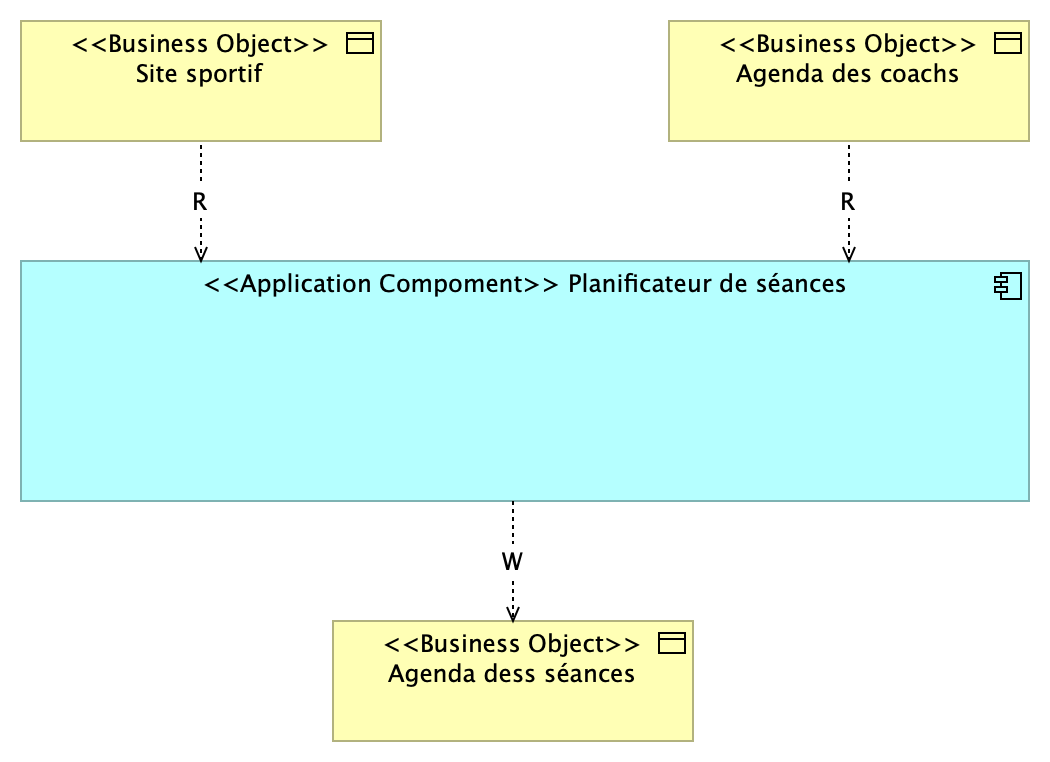 <<Business Object>>
Site sportif
<<Business Object>>
Agenda des coachs
R
R
<<Application Compoment>> Planificateur de séances
W
<<Business Object>>
Agenda dess séances